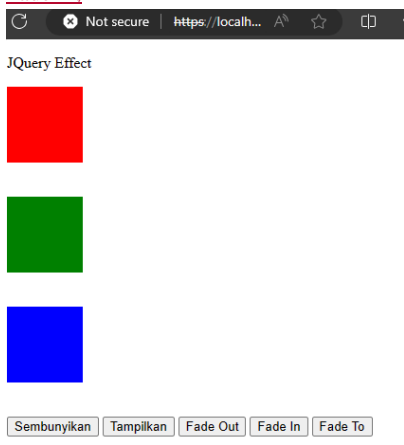 Not secure | https://localh...
JQuery Effect
Sembunyikan Tampilkan Fade Out Fade In Fade To